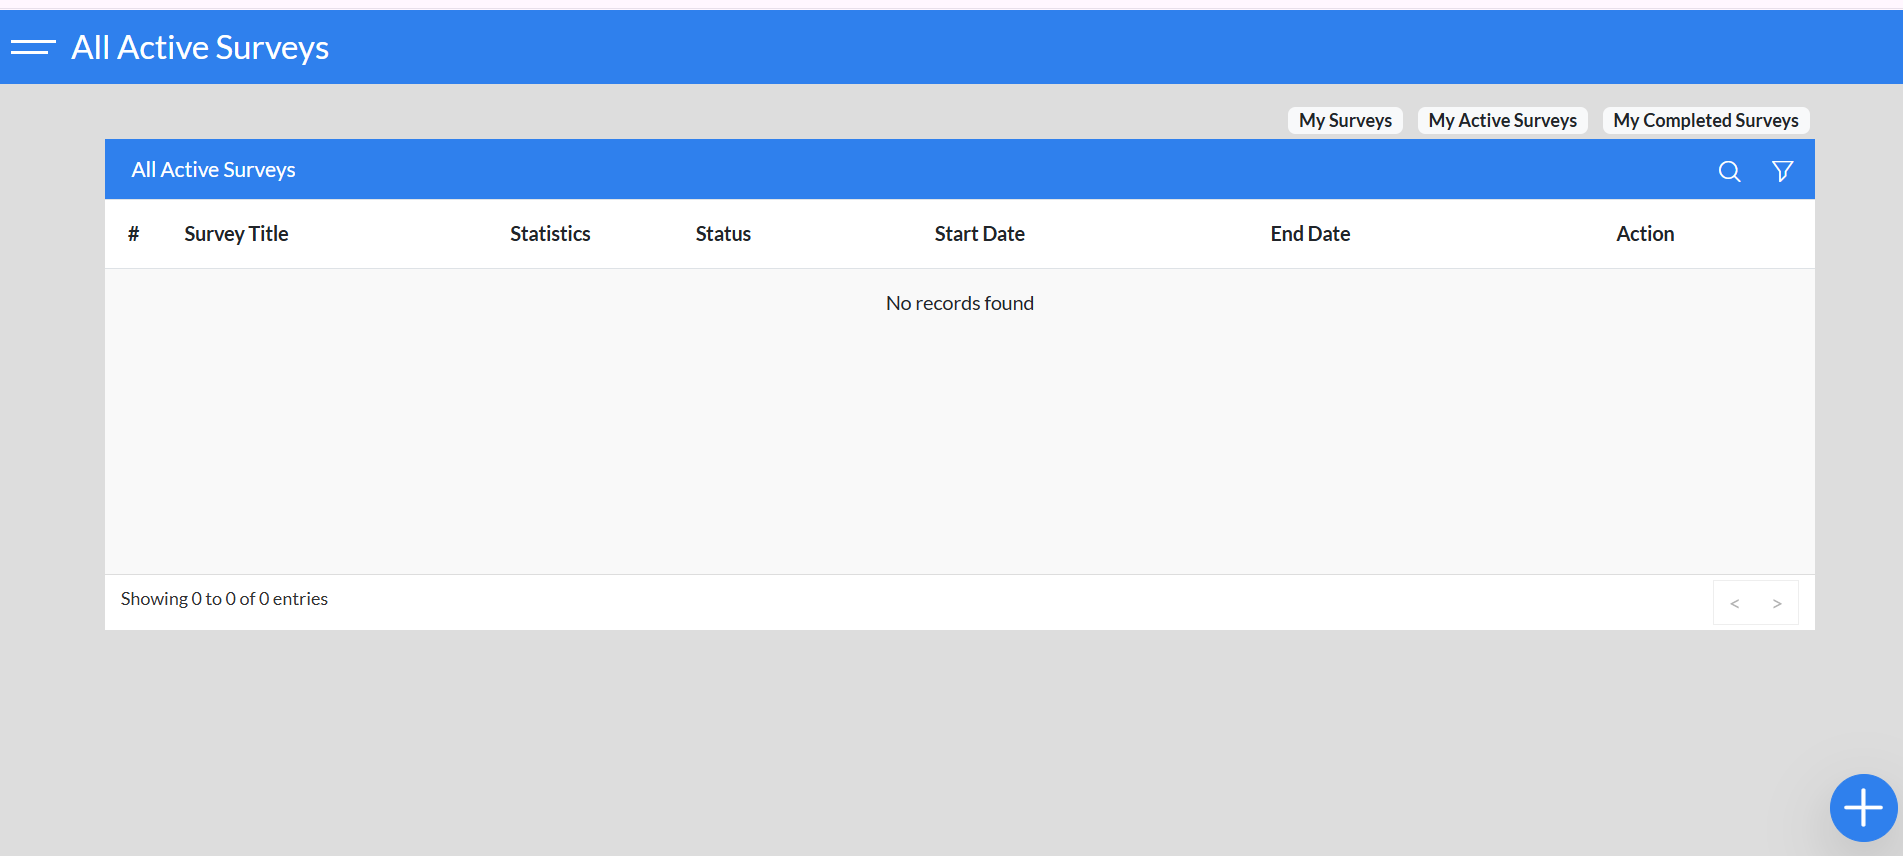 All Active Surveys
My Surveys My Active Surveys My Completed Surveys
All Active Surveys
# Survey Title Statistics Status Start Date End Date Action
No records found
Showing 0 to 0 of 0 entries
< >